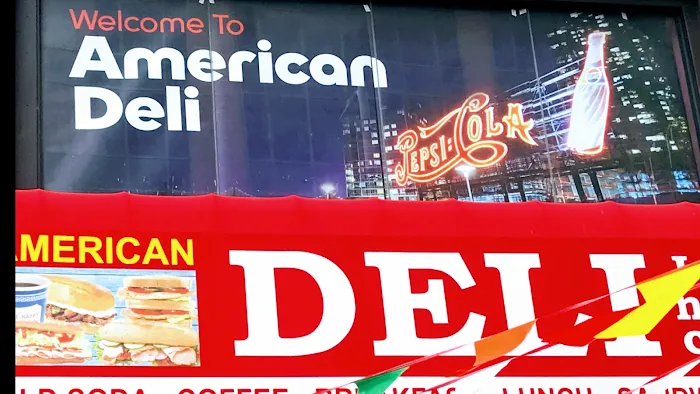 Welcome To
American
Deli
PEPSI:COLA
AMERICAN
DELI
COFFEE LUNCH